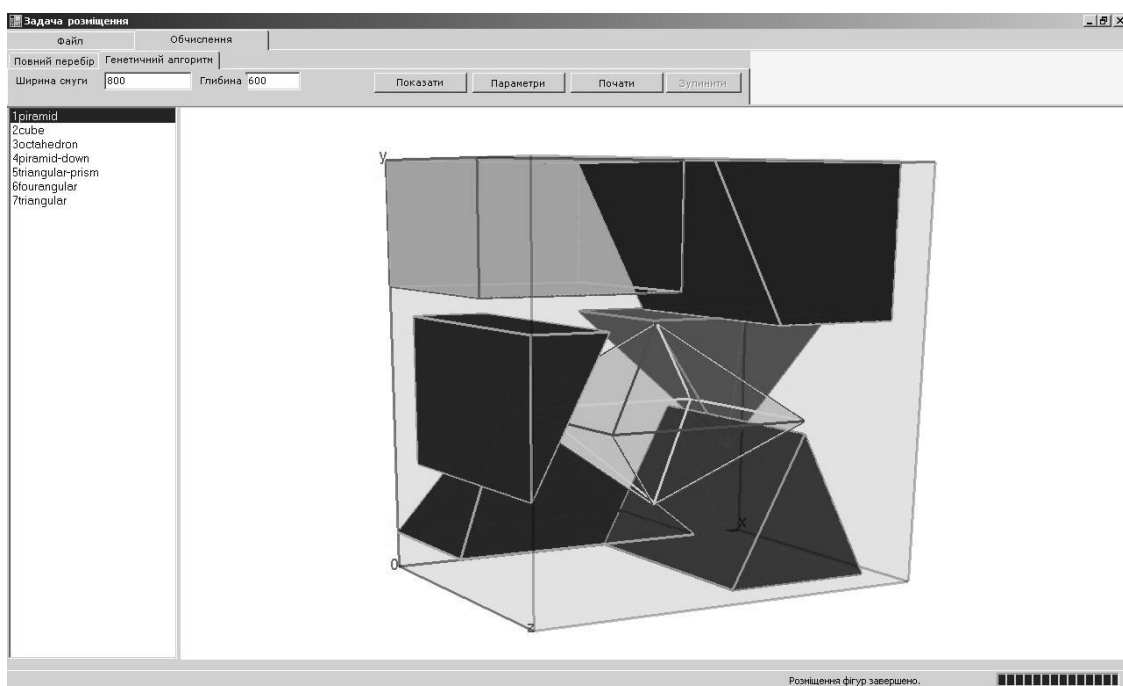 Задача розміщення
Файл Обчислення
Повний перебір Генетичний алгоритм
Ширина смуги 800 Глибина 600 Показати Параметри Почати Зупинити
1piramid
2cube
3octahedron
4piramid-down
5triangular-prism
6fourangular
7triangular
y
x
0
z
Розміщення фігур завершено.